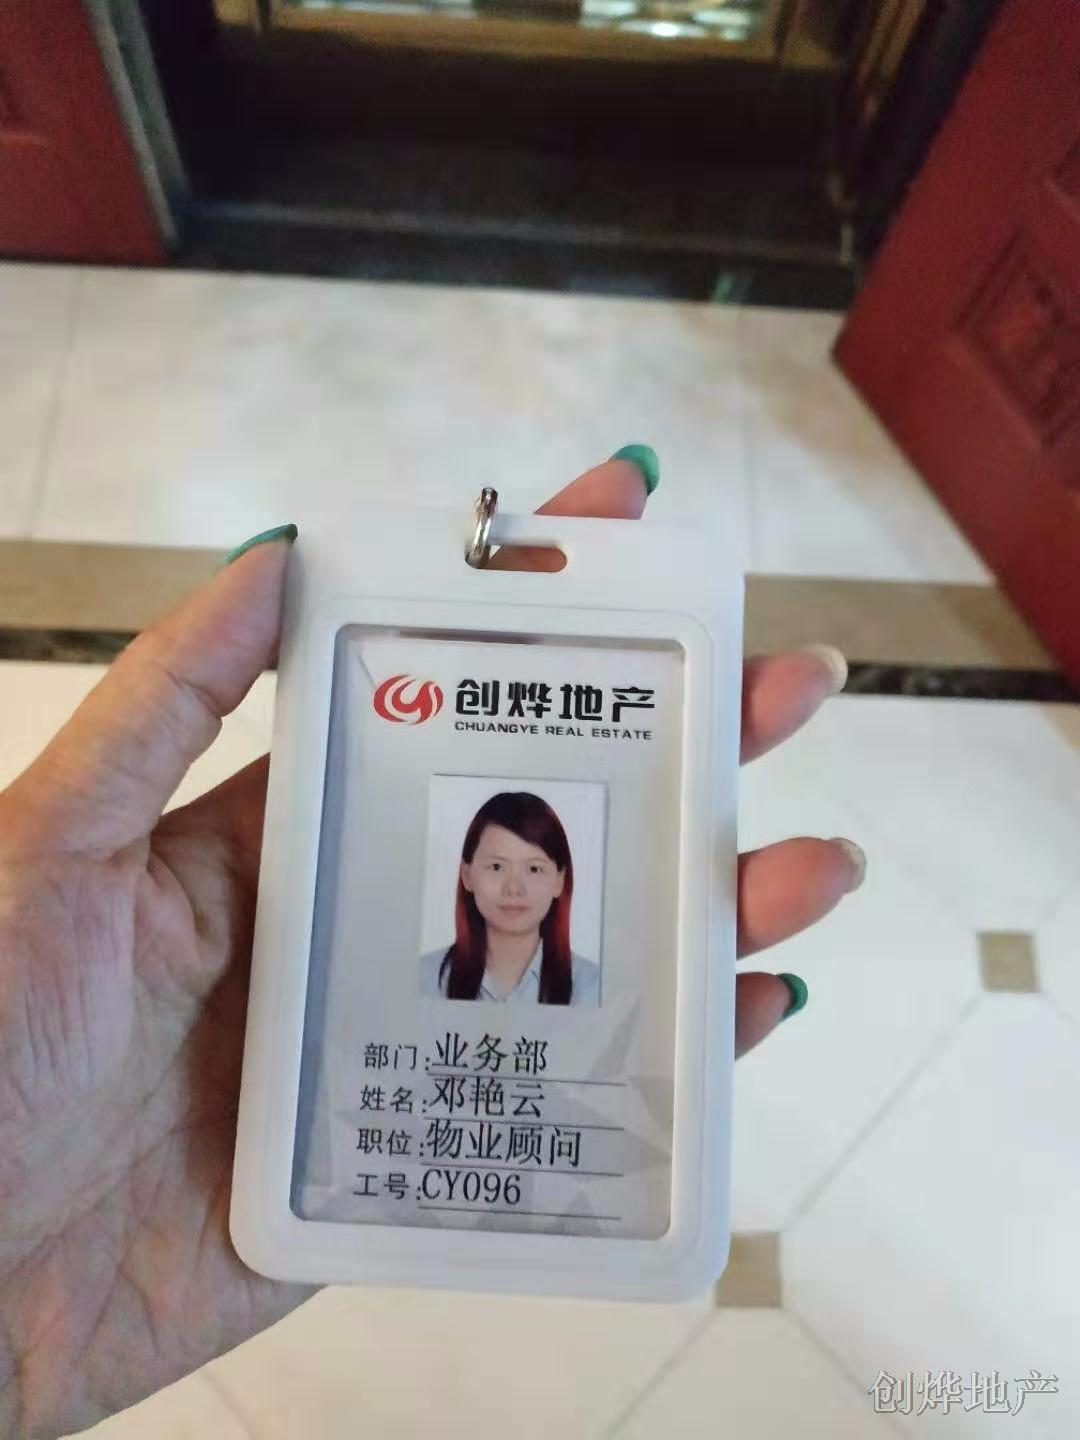 创烨地产
CHUANGYE REAL ESTATE
部门:业务部
姓名:邓艳云
职位:物业顾问
工号:CY096
创烨地产